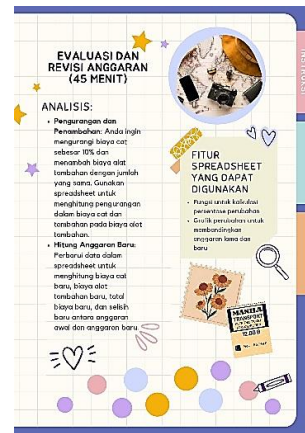 EVALUASI DAN
REVISI ANGGARAN
(45 MENIT)
ANALISIS:
• Pengurangan dan
Penambahan: Anda ingin
mengurangi biaya cat
sebesar 10% dan
menambah biaya alat
tambahan dengan jumlah
yang sama. Gunakan
spreadsheet untuk
menghitung pengurangan
dalam biaya cat dan
tambahan pada biaya alat
tambahan.
• Hitung Anggaran Baru:
Perbarui data dalam
spreadsheet untuk
menghitung biaya cat
baru, biaya alat
tambahan baru, total
biaya baru, dan selisih
baru antara anggaran
awal dan anggaran baru.
FITUR
SPREADSHEET
YANG DAPAT
DIGUNAKAN
• Fungsi untuk kalkulasi
persentase perubahan
• Grafik perubahan untuk
membandingkan
anggaran lama dan
baru
MANILA
TRANSPORT